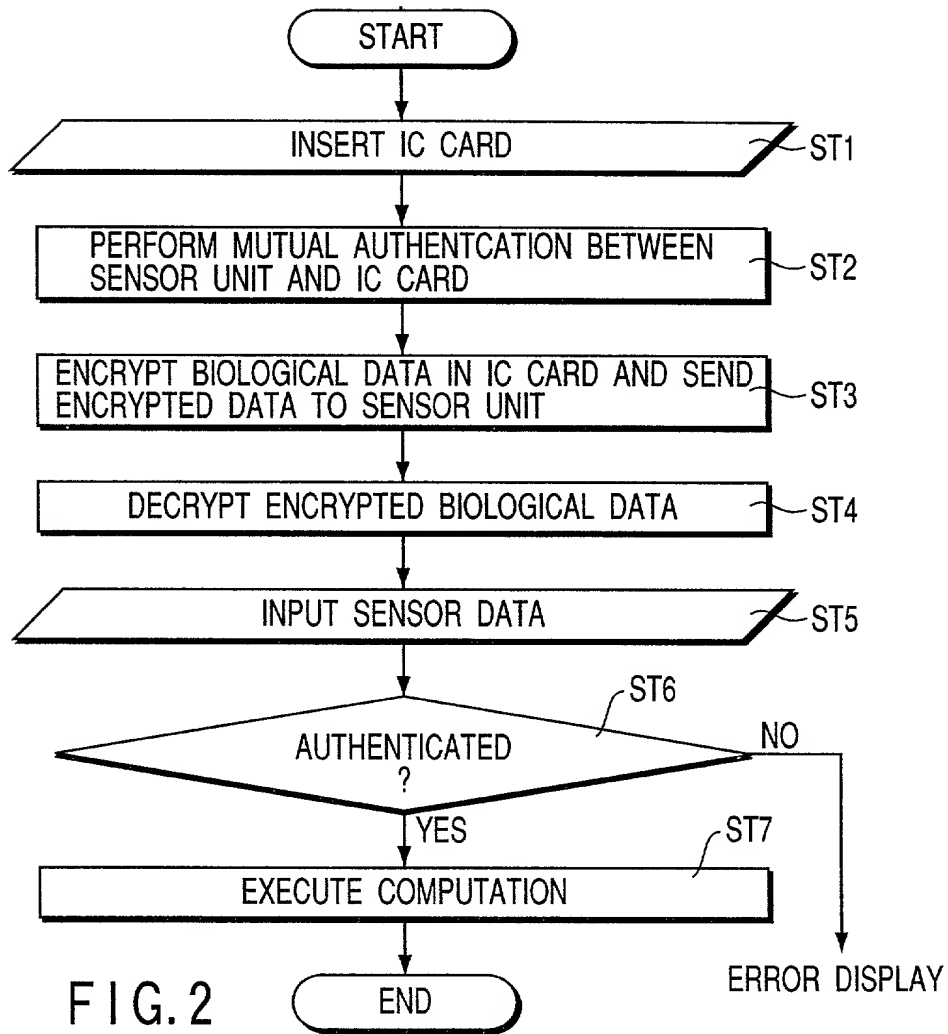 START
INSERT IC CARD
ST1
PERFORM MUTUAL AUTHENTCATION BETWEEN
SENSOR UNIT AND IC CARD
ST2
ENCRYPT BIOLOGICAL DATA IN IC CARD AND SEND
ENCRYPTED DATA TO SENSOR UNIT
ST3
DECRYPT ENCRYPTED BIOLOGICAL DATA
ST4
INPUT SENSOR DATA
ST5
ST6
AUTHENTICATED
?
NO
YES
ST7
EXECUTE COMPUTATION
ERROR DISPLAY
END
FIG.2